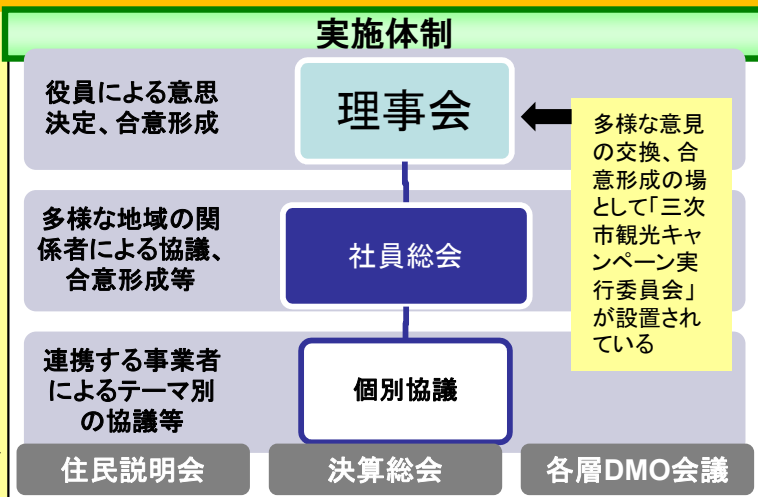 実施体制
役員による意思
決定、合意形成
理事会
多様な意見
の交換、合
意形成の場
として「三次
市観光キャ
ンペーン実
行委員会」
が設置され
ている
多様な地域の関
係者による協議、
合意形成等
社員総会
連携する事業者
によるテーマ別
の協議等
個別協議
住民説明会
決算総会
各層DMO会議